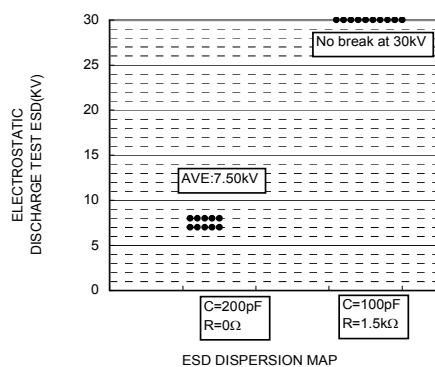 ELECTROSTATIC
DISCHARGE TEST ESD(KV)
30
25
20
15
10
5
0
No break at 30kV
AVE:7.50kV
C=200pF
R=0Ω
C=100pF
R=1.5kΩ
ESD DISPERSION MAP